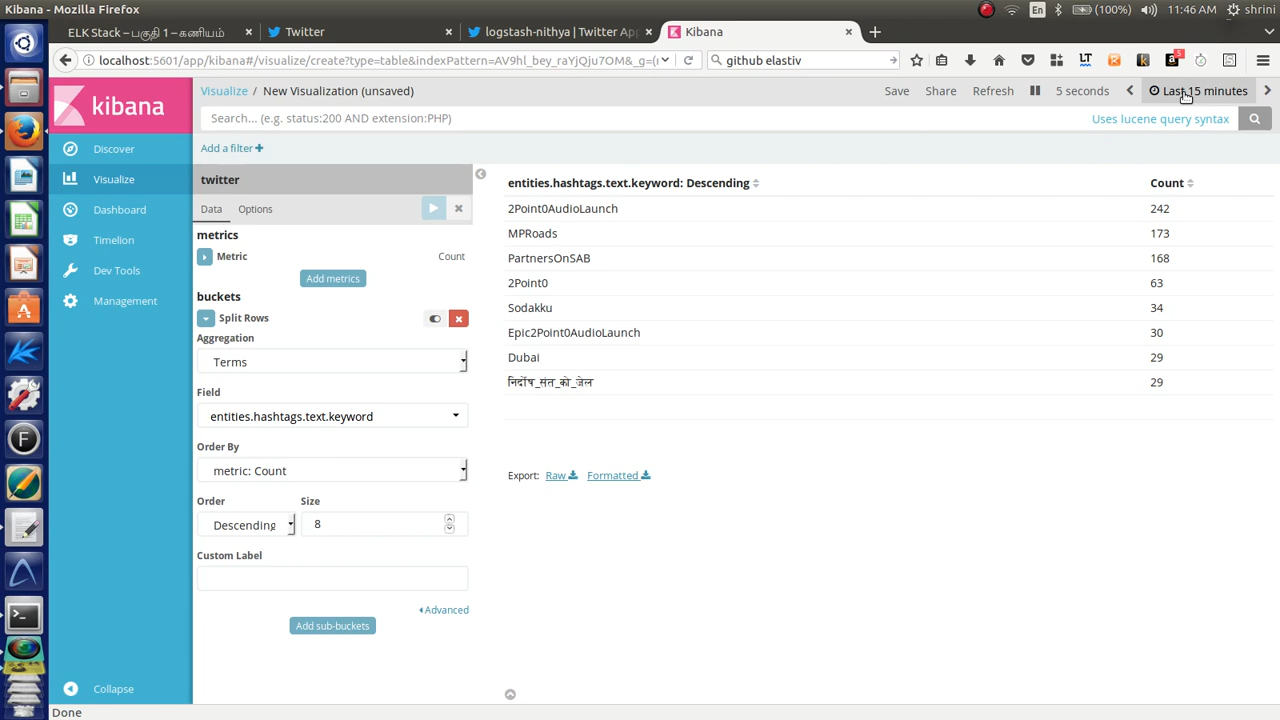 Kibana - Mozilla Firefox
En
(100%)
11:46 AM
shrini
ELK Stack – பகுதி 1 – கணியம்
Twitter
logstash-nithya | Twitter App
Kibana
localhost:5601/app/kibana#/visualize/create?type=table&indexPattern=AV9hl_bey_raYJQju7OM&_g=(
github elastiv
LT
5
kibana
Visualize / New Visualization (unsaved)
Save
Share
Refresh
5 seconds
Last 15 minutes
Search... (e.g. status:200 AND extension:PHP)
Uses lucene query syntax
Discover
Visualize
Dashboard
Timelion
Dev Tools
Management
Collapse
Add a filter +
twitter
Data
Options
metrics
Metric
Count
Add metrics
buckets
Split Rows
Aggregation
Terms
Field
entities.hashtags.text.keyword
Order By
metric: Count
Order
Size
Descending
8
Custom Label
Advanced
Add sub-buckets
entities.hashtags.text.keyword: Descending
Count
2Point0AudioLaunch 242
MPRoads 173
PartnersOnSAB 168
2Point0 63
Sodakku 34
Epic2Point0AudioLaunch 30
Dubai 29
निर्दोष_संत_को_जेल 29
Export: Raw Formatted
Done